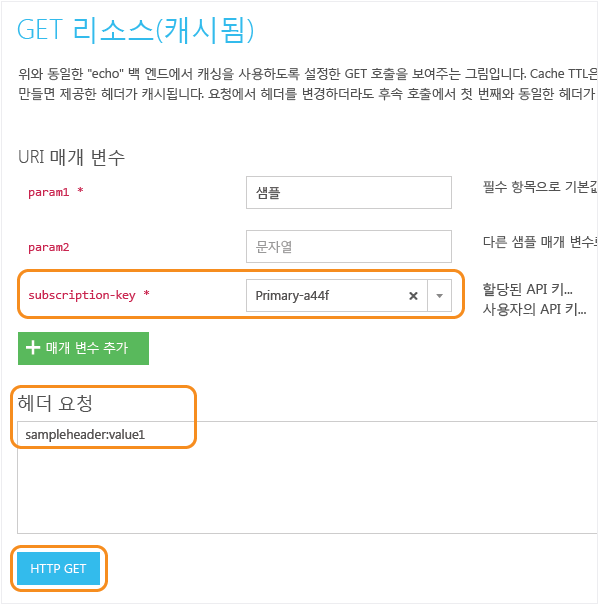 GET 리소스(캐시됨)
위와 동일한 "echo" 백 엔드에서 캐싱을 사용하도록 설정한 GET 호출을 보여주는 그림입니다. Cache TTL은
만들면 제공한 헤더가 캐시됩니다. 요청에서 헤더를 변경하더라도 후속 호출에서 첫 번째와 동일한 헤더가
URI 매개 변수
param1 * 샘플 필수 항목으로 기본값
param2 문자열 다른 샘플 매개 변수로
subscription-key * Primary-a44f 할당된 API 키...
사용자의 API 키...
매개 변수 추가
헤더 요청
sampleheader:value1
HTTP GET